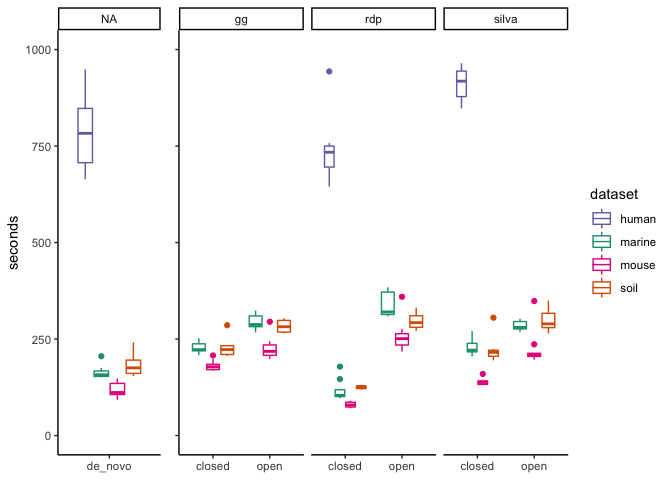 NA gg rdp silva
1000
750
500
250
0
seconds
de_novo closed open closed open closed open
dataset
human
marine
mouse
soil